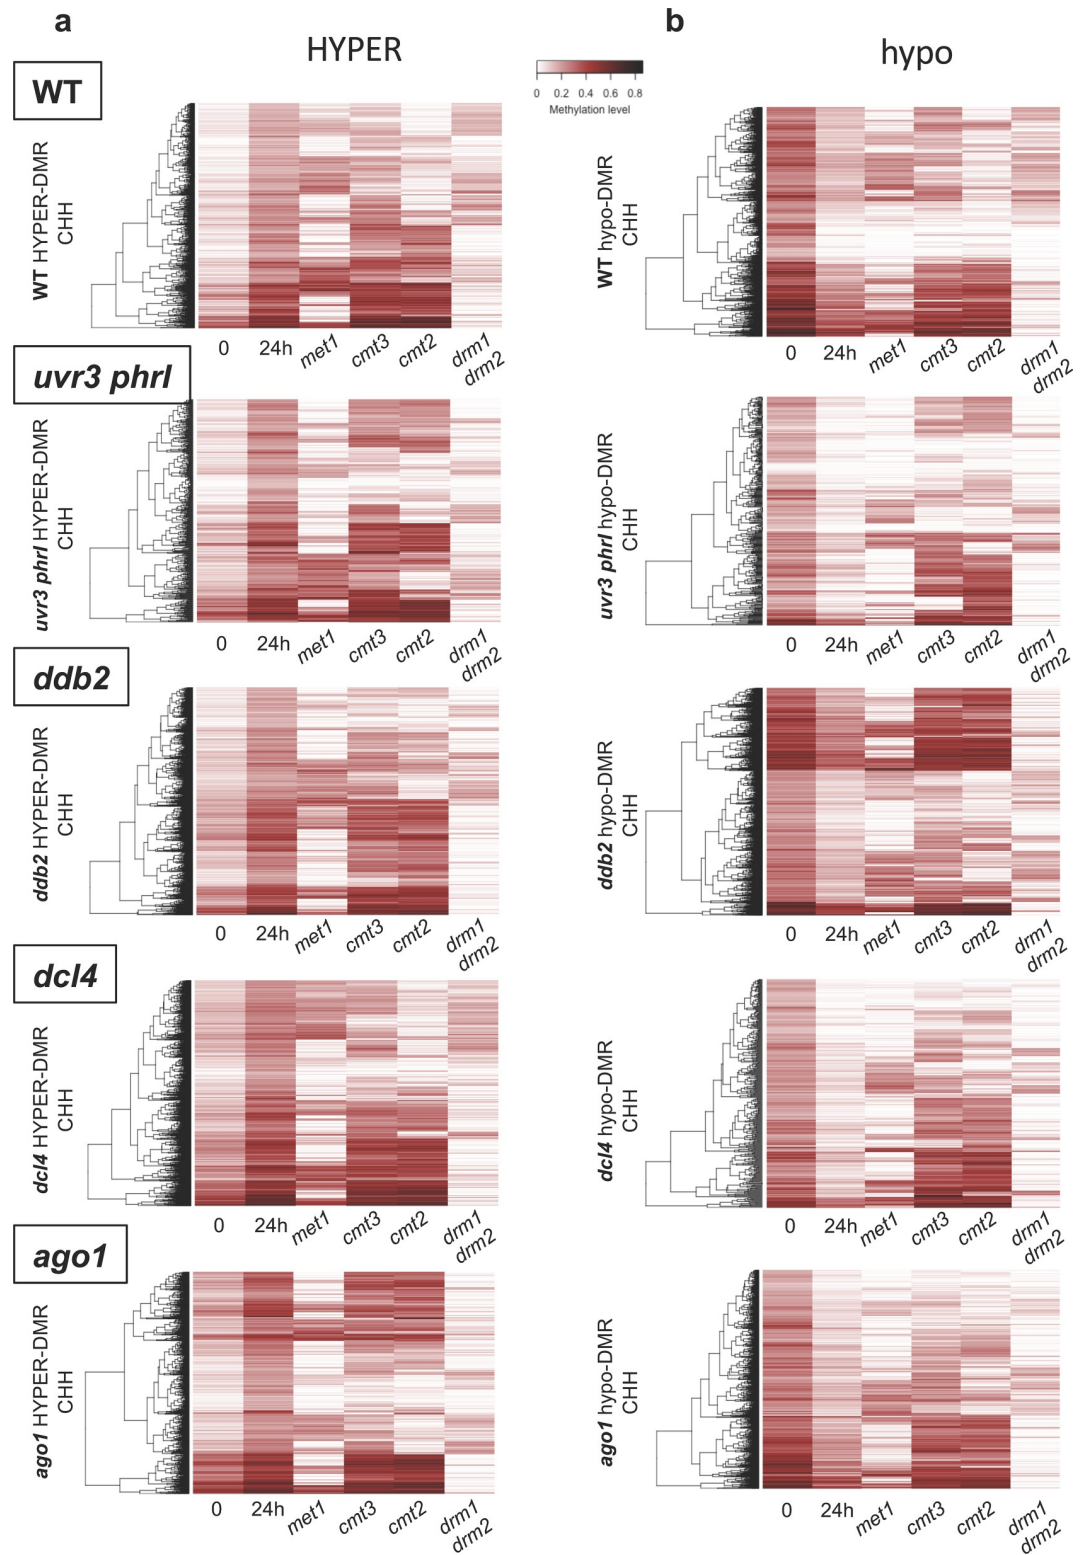 a
b
HYPER
hypo
0 0.2 0.4 0.6 0.8
Methylation level
WT
WT HYPER-DMR
CHH
0 24h met1 cmt3 cmt2 drm1
drm2
WT hypo-DMR
CHH
0 24h met1 cmt3 cmt2 drm1
drm2
uvr3 phrI
uvr3 phrI HYPER-DMR
CHH
0 24h met1 cmt3 cmt2 drm1
drm2
uvr3 phrI hypo-DMR
CHH
0 24h met1 cmt3 cmt2 drm1
drm2
ddb2
ddb2 HYPER-DMR
CHH
0 24h met1 cmt3 cmt2 drm1
drm2
ddb2 hypo-DMR
CHH
0 24h met1 cmt3 cmt2 drm1
drm2
dcl4
dcl4 HYPER-DMR
CHH
0 24h met1 cmt3 cmt2 drm1
drm2
dcl4 hypo-DMR
CHH
0 24h met1 cmt3 cmt2 drm1
drm2
ago1
ago1 HYPER-DMR
CHH
0 24h met1 cmt3 cmt2 drm1
drm2
ago1 hypo-DMR
CHH
0 24h met1 cmt3 cmt2 drm1
drm2